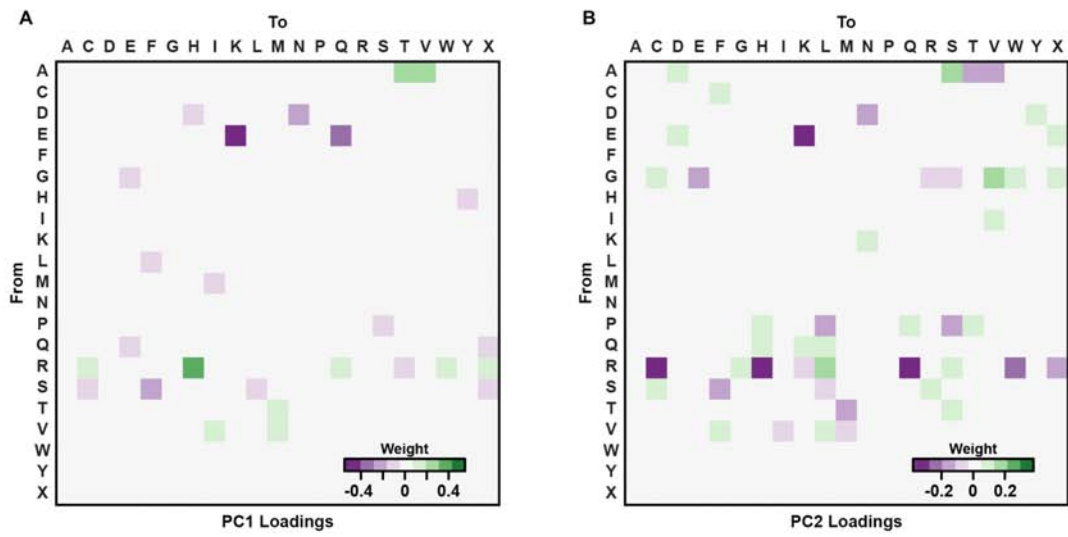 A
To
A C D E F G H I K L M N P Q R S T V W Y X
From
A
C
D
E
F
G
H
I
K
L
M
N
P
Q
R
S
T
V
W
Y
X
Weight
-0.4 0 0.4
PC1 Loadings
B
To
A C D E F G H I K L M N P Q R S T V W Y X
From
A
C
D
E
F
G
H
I
K
L
M
N
P
Q
R
S
T
V
W
Y
X
Weight
-0.2 0 0.2
PC2 Loadings